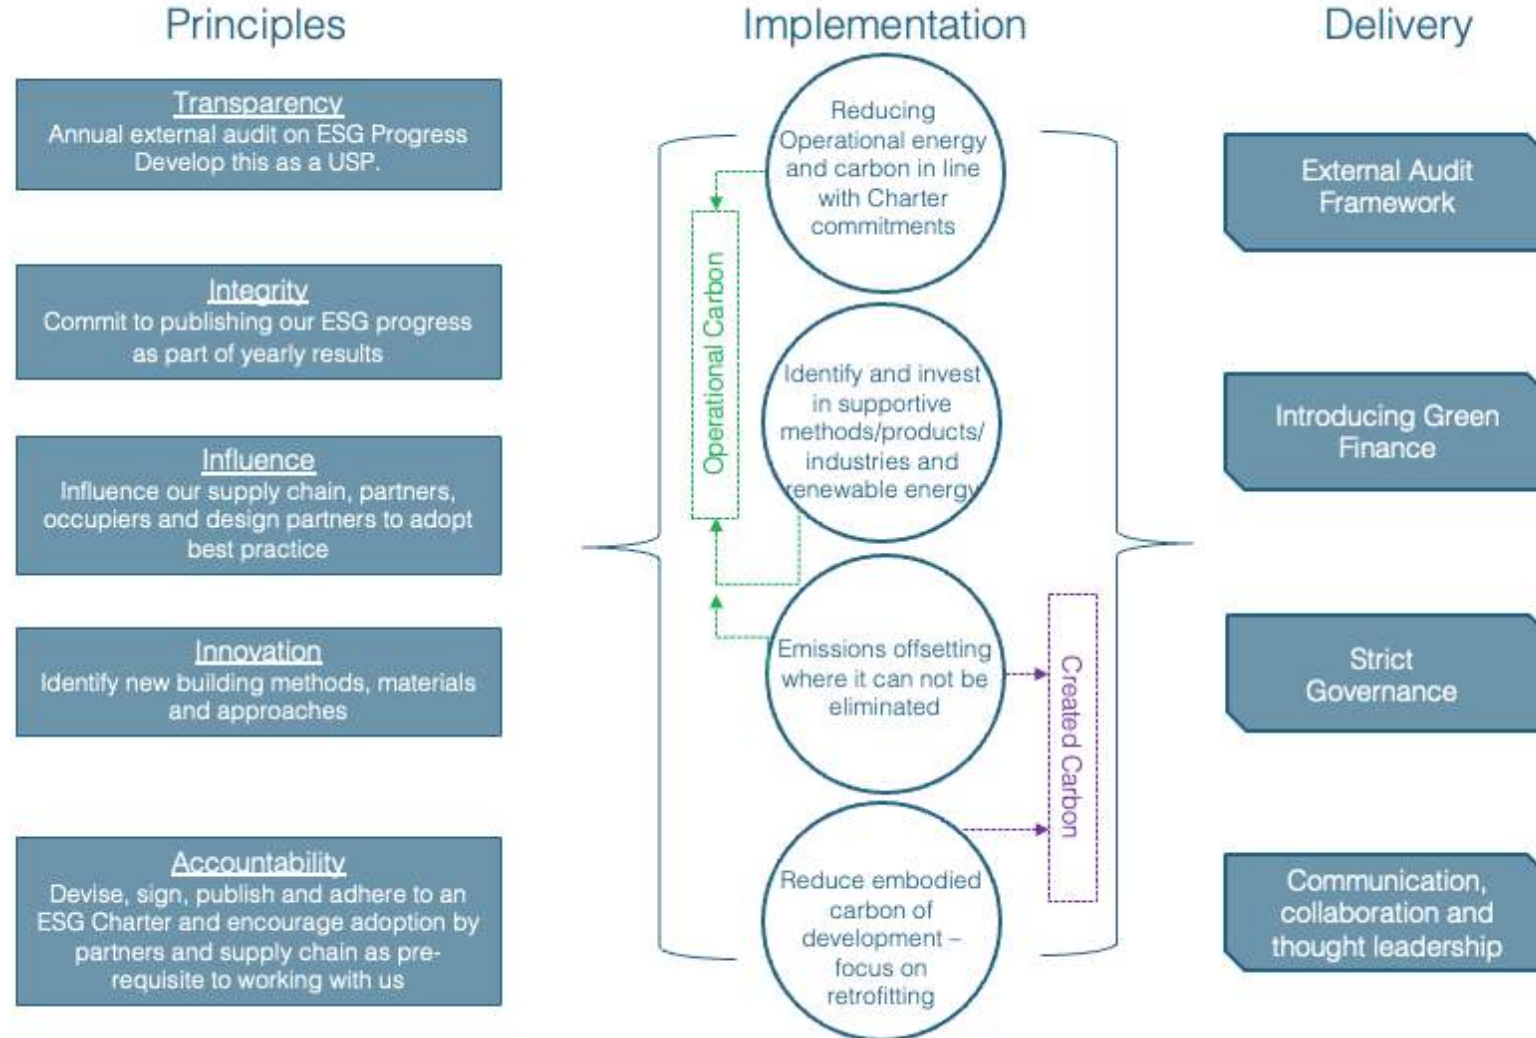 Principles
Transparency
Annual external audit on ESG Progress
Develop this as a USP.
Integrity
Commit to publishing our ESG progress
as part of yearly results
Influence
Influence our supply chain, partners,
occupiers and design partners to adopt
best practice
Innovation
Identify new building methods, materials
and approaches
Accountability
Devise, sign, publish and adhere to an
ESG Charter and encourage adoption by
partners and supply chain as pre-
requisite to working with us
Implementation
Reducing
Operational energy
and carbon in line
with Charter
commitments
Operational Carbon
Identify and invest
in supportive
methods/products/
industries and
renewable energy
Emissions offsetting
where it can not be
eliminated
Created Carbon
Reduce embodied
carbon of
development –
focus on
retrofitting
Delivery
External Audit
Framework
Introducing Green
Finance
Strict
Governance
Communication,
collaboration and
thought leadership